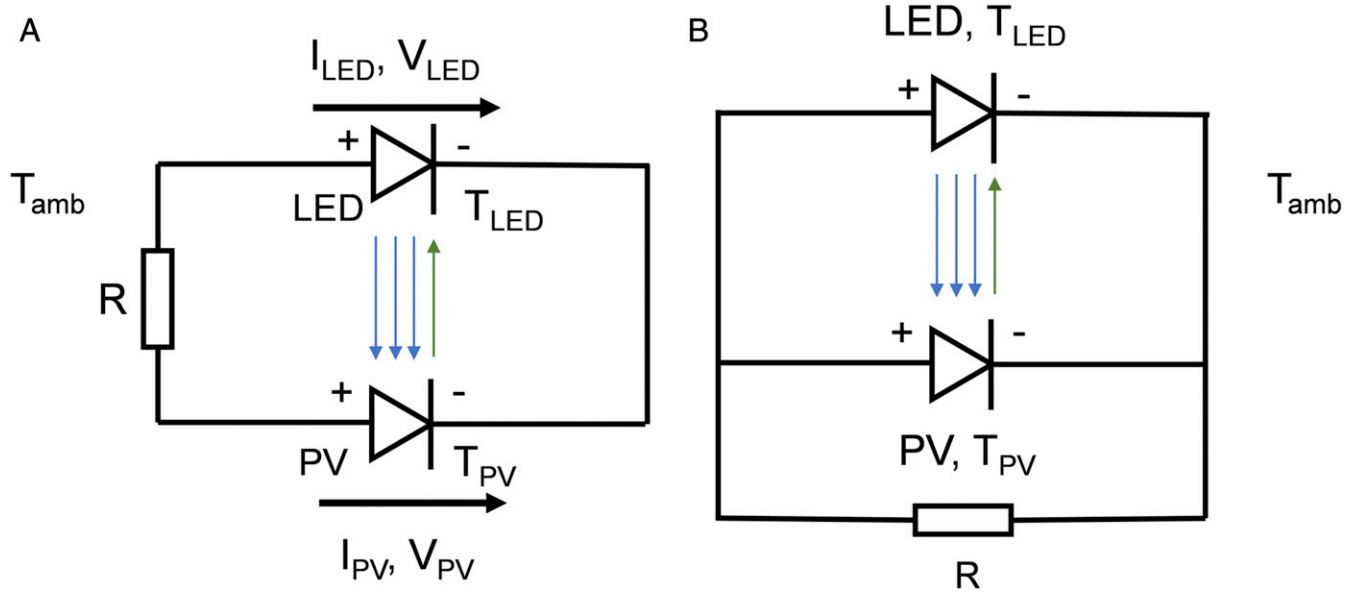 A
I_LED, V_LED
+
-
T_amb
LED
T_LED
R
+
-
PV
T_PV
I_PV, V_PV
B
LED, T_LED
+
-
T_amb
+
-
PV, T_PV
R